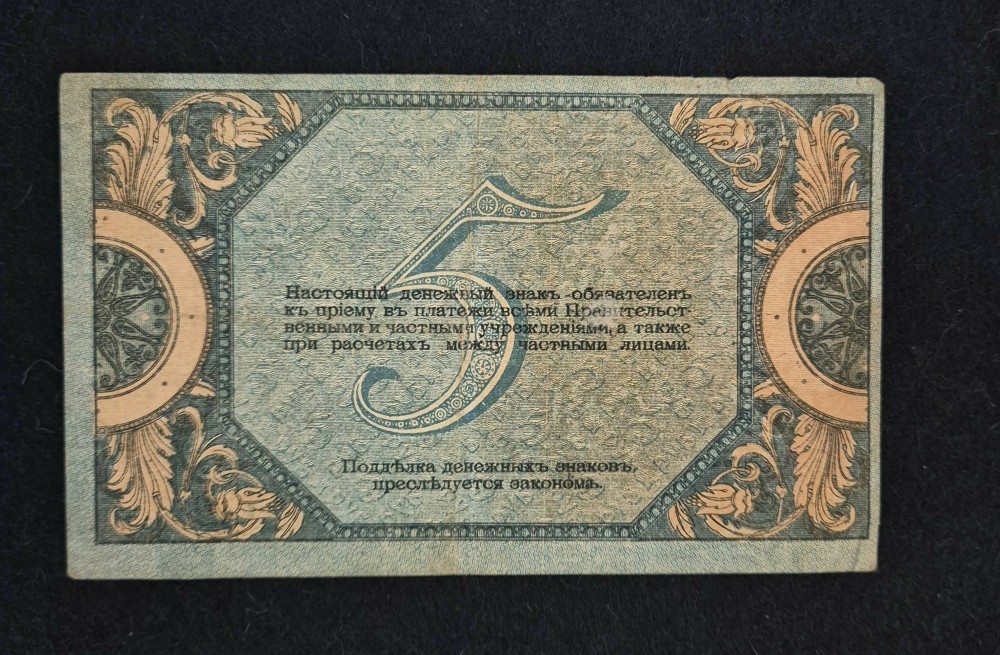 5
Настоящій денежный знакъ обязателенъ
къ пріему въ платежи всѣми Правительст-
венными и частными учрежденіями, а также
при расчетахъ между частными лицами.
Поддѣлка денежныхъ знаковъ,
преслѣдуется закономъ.